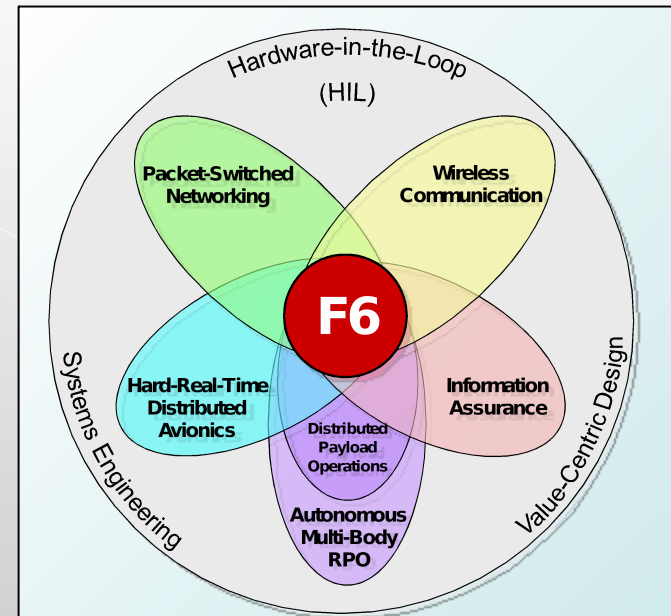 Hardware-in-the-Loop
(HIL)
Packet-Switched
Networking
Wireless
Communication
F6
Hard-Real-Time
Distributed
Avionics
Information
Assurance
Distributed
Payload
Operations
Autonomous
Multi-Body
RPO
Systems Engineering
Value-Centric Design